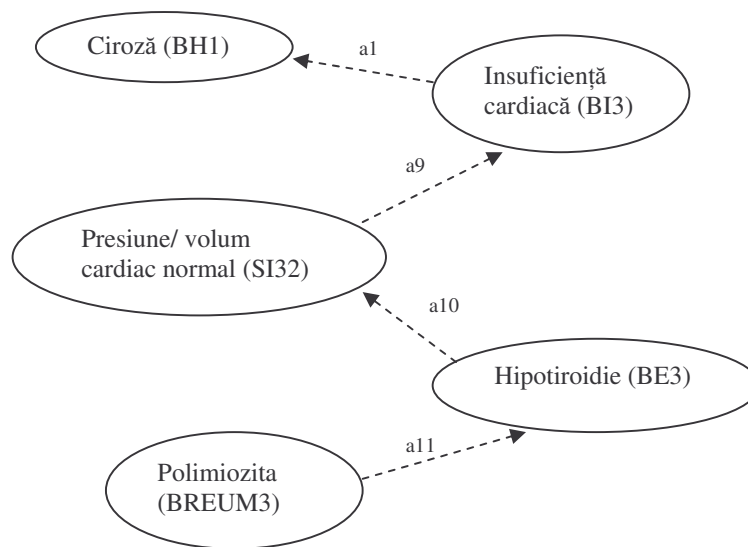 Ciroză (BH1)
a1
Insuficiență
cardiacă (BI3)
a9
Presiune/ volum
cardiac normal (SI32)
a10
Hipotiroidie (BE3)
a11
Polimiozita
(BREUM3)